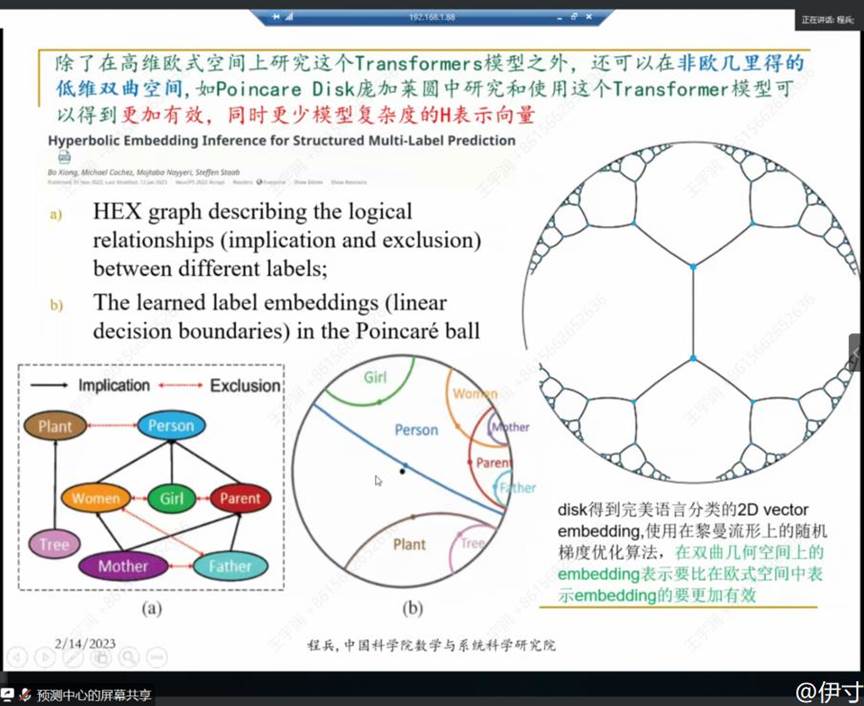 192.168.1.88
正在讲话: 程兵;
除了在高维欧式空间上研究这个Transformers模型之外，还可以在非欧几里得的
低维双曲空间,如Poincare Disk庞加莱圆中研究和使用这个Transformer模型可
以得到更加有效，同时更少模型复杂度的H表示向量
Hyperbolic Embedding Inference for Structured Multi-Label Prediction
Bo Xiong, Michael Cochez, Mojtaba Nayyeri, Steffen Staab
a) HEX graph describing the logical
relationships (implication and exclusion)
between different labels;
b) The learned label embeddings (linear
decision boundaries) in the Poincaré ball
Implication
Exclusion
Plant
Person
Women
Girl
Parent
Tree
Mother
Father
(a)
Girl
Women
Person
Mother
Parent
Father
Plant
Tree
(b)
disk得到完美语言分类的2D vector
embedding,使用在黎曼流形上的随机
梯度优化算法，在双曲几何空间上的
embedding表示要比在欧式空间中表
示embedding的要更加有效
2/14/2023
程兵,中国科学院数学与系统科学研究院
预测中心的屏幕共享
@伊寸